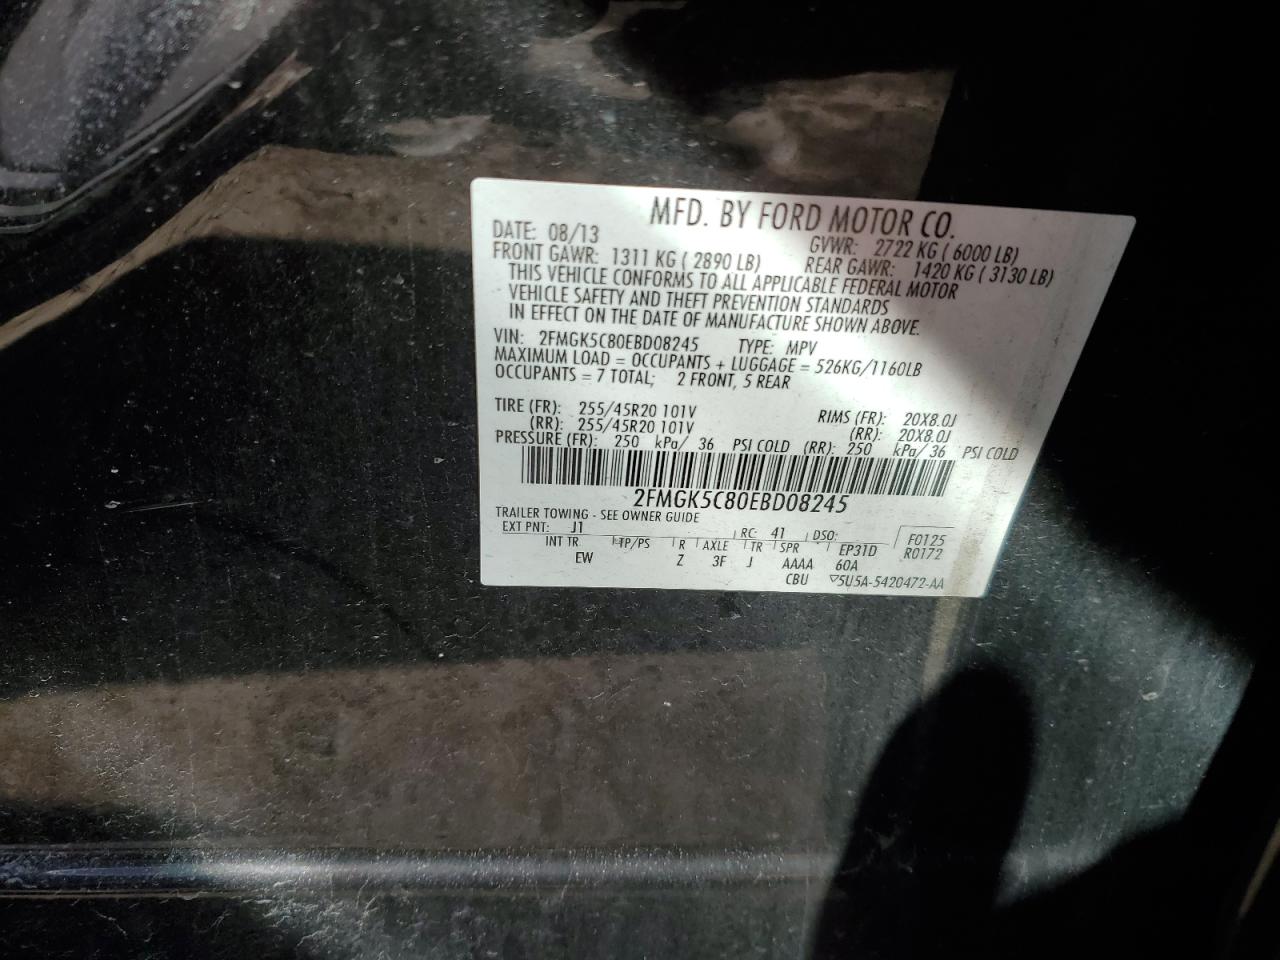 MFD. BY FORD MOTOR CO.
DATE: 08/13 GVWR: 2722 KG ( 6000 LB)
FRONT GAWR: 1311 KG ( 2890 LB) REAR GAWR: 1420 KG ( 3130 LB)
THIS VEHICLE CONFORMS TO ALL APPLICABLE FEDERAL MOTOR
VEHICLE SAFETY AND THEFT PREVENTION STANDARDS
IN EFFECT ON THE DATE OF MANUFACTURE SHOWN ABOVE.
VIN: 2FMGK5C80EBD08245 TYPE: MPV
MAXIMUM LOAD = OCCUPANTS + LUGGAGE = 526KG/1160LB
OCCUPANTS = 7 TOTAL; 2 FRONT, 5 REAR
TIRE (FR): 255/45R20 101V RIMS (FR): 20X8.0J
(RR): 255/45R20 101V (RR): 20X8.0J
PRESSURE (FR): 250 kPa/ 36 PSI COLD (RR): 250 kPa/ 36 PSI COLD
2FMGK5C80EBD08245
TRAILER TOWING - SEE OWNER GUIDE
EXT PNT: J1 RC: 41 DSO: F0125
INT TR TP/PS R AXLE TR SPR EP31D R0172
EW Z 3F J AAAA 60A
CBU 5U5A-5420472-AA